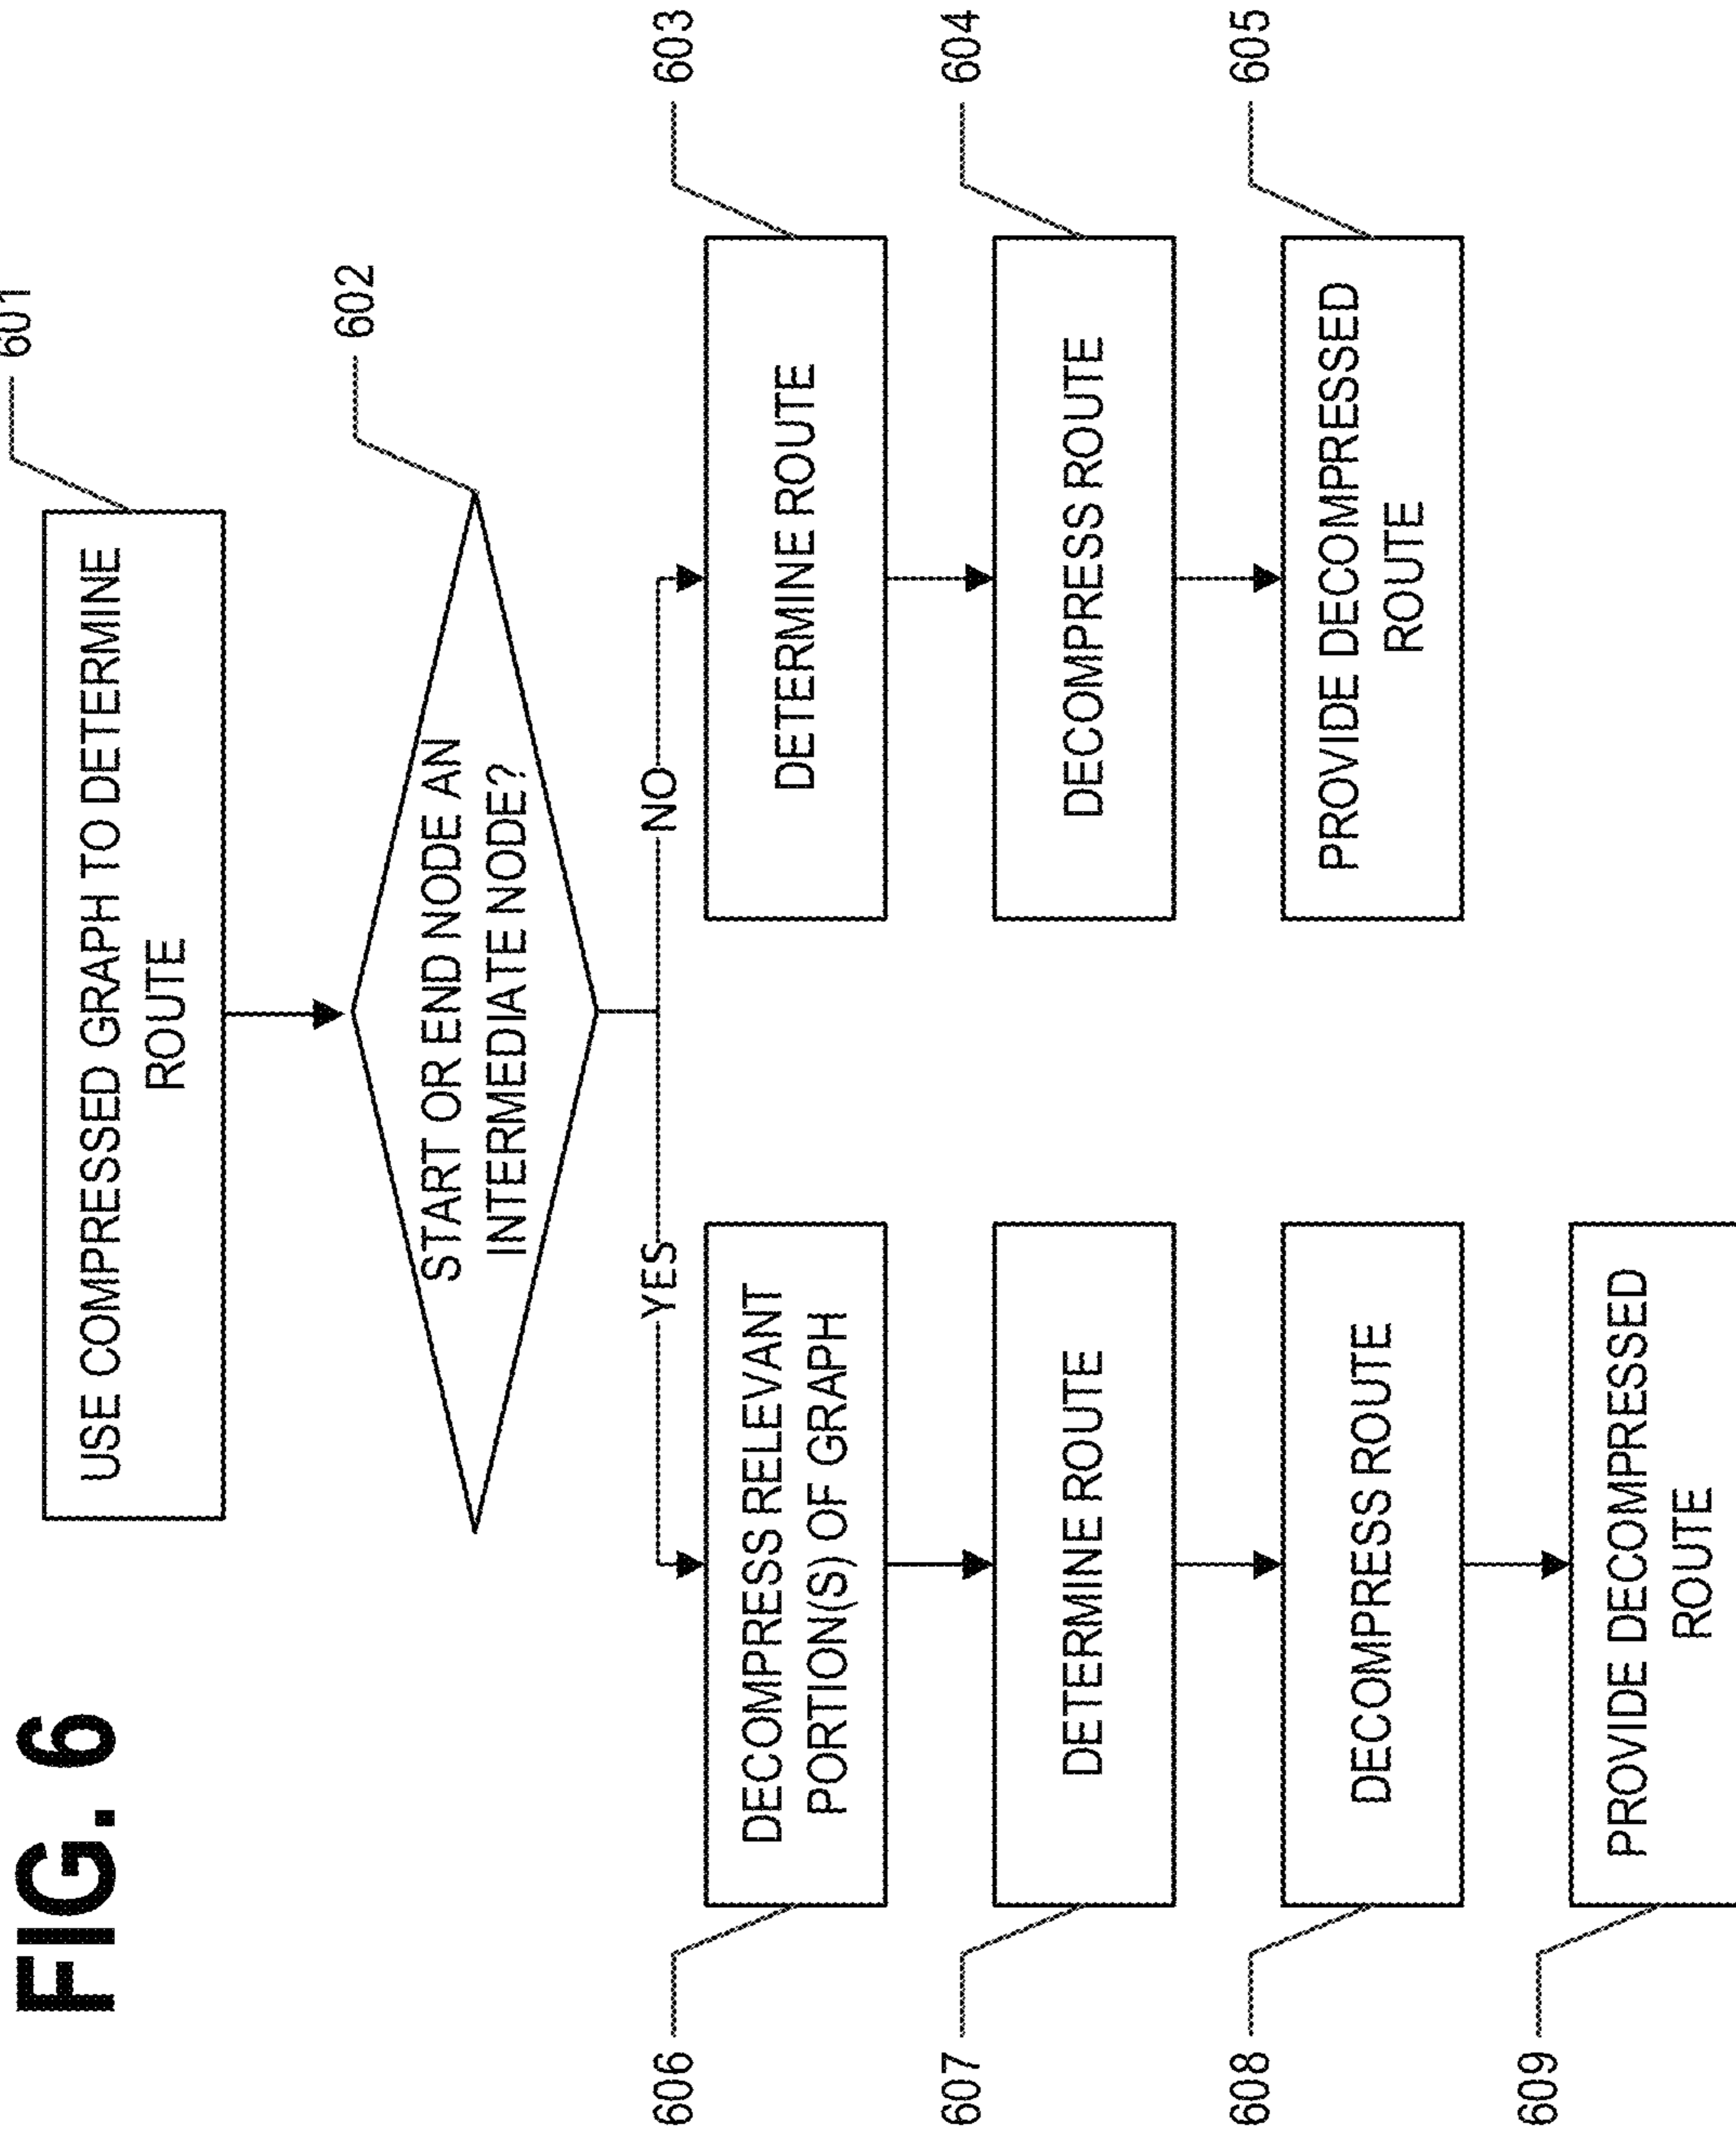 FIG. 6
601
USE COMPRESSED GRAPH TO DETERMINE
ROUTE
602
START OR END NODE AN
INTERMEDIATE NODE?
YES
NO
606
DECOMPRESS RELEVANT
PORTION(S) OF GRAPH
607
DETERMINE ROUTE
608
DECOMPRESS ROUTE
609
PROVIDE DECOMPRESSED
ROUTE
603
DETERMINE ROUTE
604
DECOMPRESS ROUTE
605
PROVIDE DECOMPRESSED
ROUTE